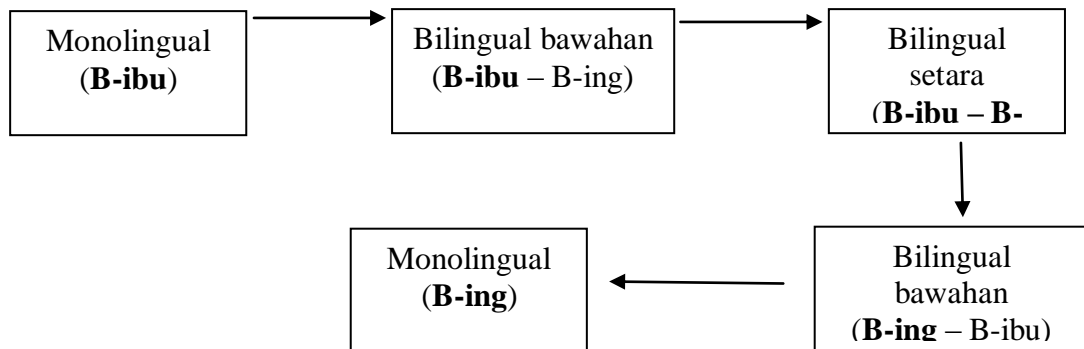 Monolingual
(B-ibu)
Bilingual bawahan
(B-ibu – B-ing)
Bilingual
setara
(B-ibu – B-
Bilingual
bawahan
(B-ing – B-ibu)
Monolingual
(B-ing)